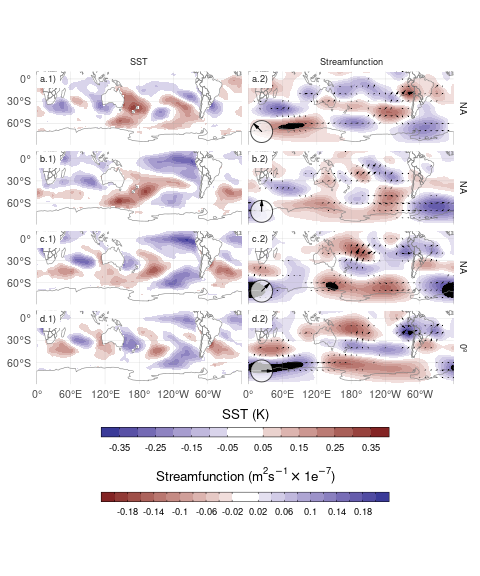 SST Streamfunction
a.1) a.2)
0°
30°S
60°S
NA
b.1) b.2)
0°
30°S
60°S
NA
c.1) c.2)
0°
30°S
60°S
NA
d.1) d.2)
0°
30°S
60°S
0º
0° 60°E 120°E 180° 120°W 60°W 0° 60°E 120°E 180° 120°W 60°W
SST (K)
-0.35 -0.25 -0.15 -0.05 0.05 0.15 0.25 0.35
Streamfunction (m²s⁻¹ × 1e⁻⁷)
-0.18 -0.14 -0.1 -0.06 -0.02 0.02 0.06 0.1 0.14 0.18